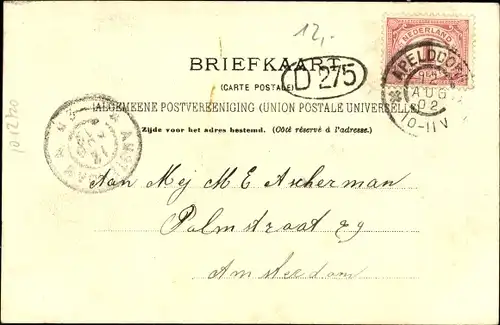 12,-
NEDERLAND
BRIEFKAART
(CARTE POSTALE)
D 275
APELDOORN
AUG
02
10-11V
ALGEMEENE POSTVEREENIGING (UNION POSTALE UNIVERSELLE)
Zijde voor het adres bestemd. (Côté réservé à l'adresse.)
Aan Mej M E Ackerman
Palmstraat 29
Amsterdam